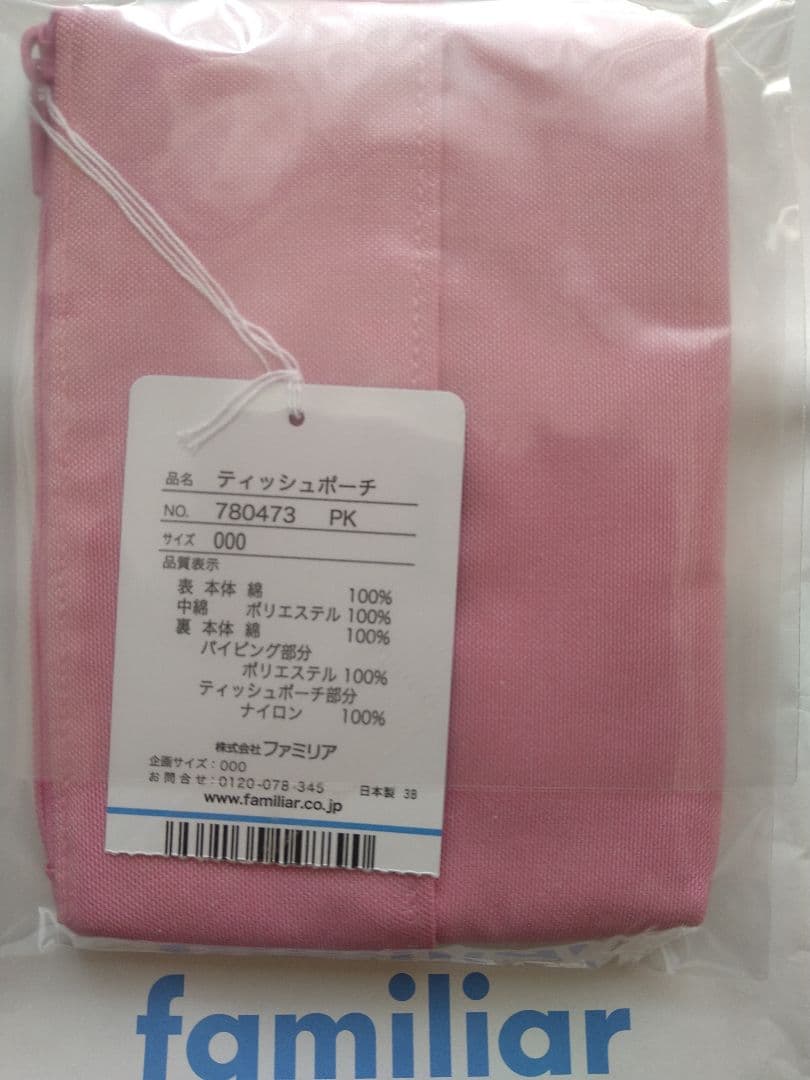 品名 ティッシュポーチ
NO. 780473 PK
サイズ 000
品質表示
表 本体 綿 100%
中綿 ポリエステル 100%
裏 本体 綿 100%
パイピング部分
ポリエステル 100%
ティッシュポーチ部分
ナイロン 100%
株式会社ファミリア
企画サイズ:000
お問合せ:0120-078-345 日本製 38
www.familiar.co.jp
familiar